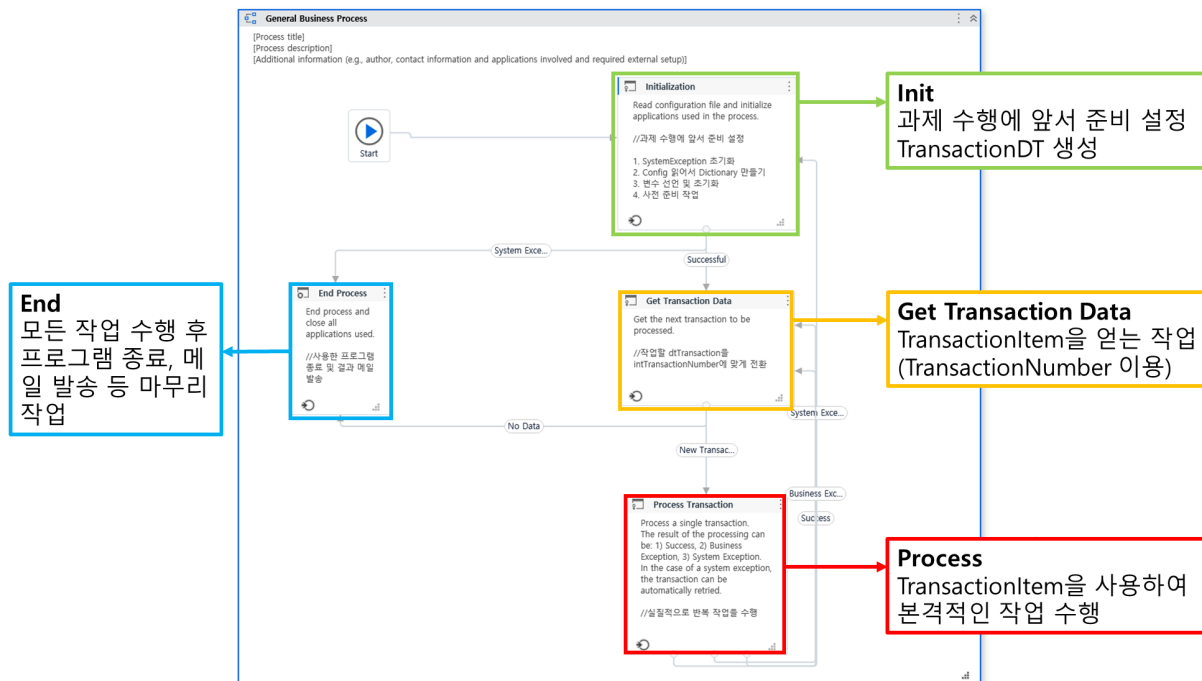 General Business Process
[Process title]
[Process description]
[Additional information (e.g., author, contact information and applications involved and required external setup)]
Start
Initialization
Read configuration file and initialize
applications used in the process.
//과제 수행에 앞서 준비 설정
1. SystemException 초기화
2. Config 읽어서 Dictionary 만들기
3. 변수 선언 및 초기화
4. 사전 준비 작업
Init
과제 수행에 앞서 준비 설정
TransactionDT 생성
System Exce...
Successful
End
모든 작업 수행 후
프로그램 종료, 메
일 발송 등 마무리
작업
End Process
End process and
close all
applications used.
//사용한 프로그램
종료 및 결과 메일
발송
Get Transaction Data
Get the next transaction to be
processed.
//작업할 dtTransaction을
intTransactionNumber에 맞게 전환
Get Transaction Data
TransactionItem을 얻는 작업
(TransactionNumber 이용)
System Exce...
No Data
New Transac...
Business Exc...
Success
Process Transaction
Process a single transaction.
The result of the processing can
be: 1) Success, 2) Business
Exception, 3) System Exception.
In the case of a system exception,
the transaction can be
automatically retried.
//실질적으로 반복 작업을 수행
Process
TransactionItem을 사용하여
본격적인 작업 수행